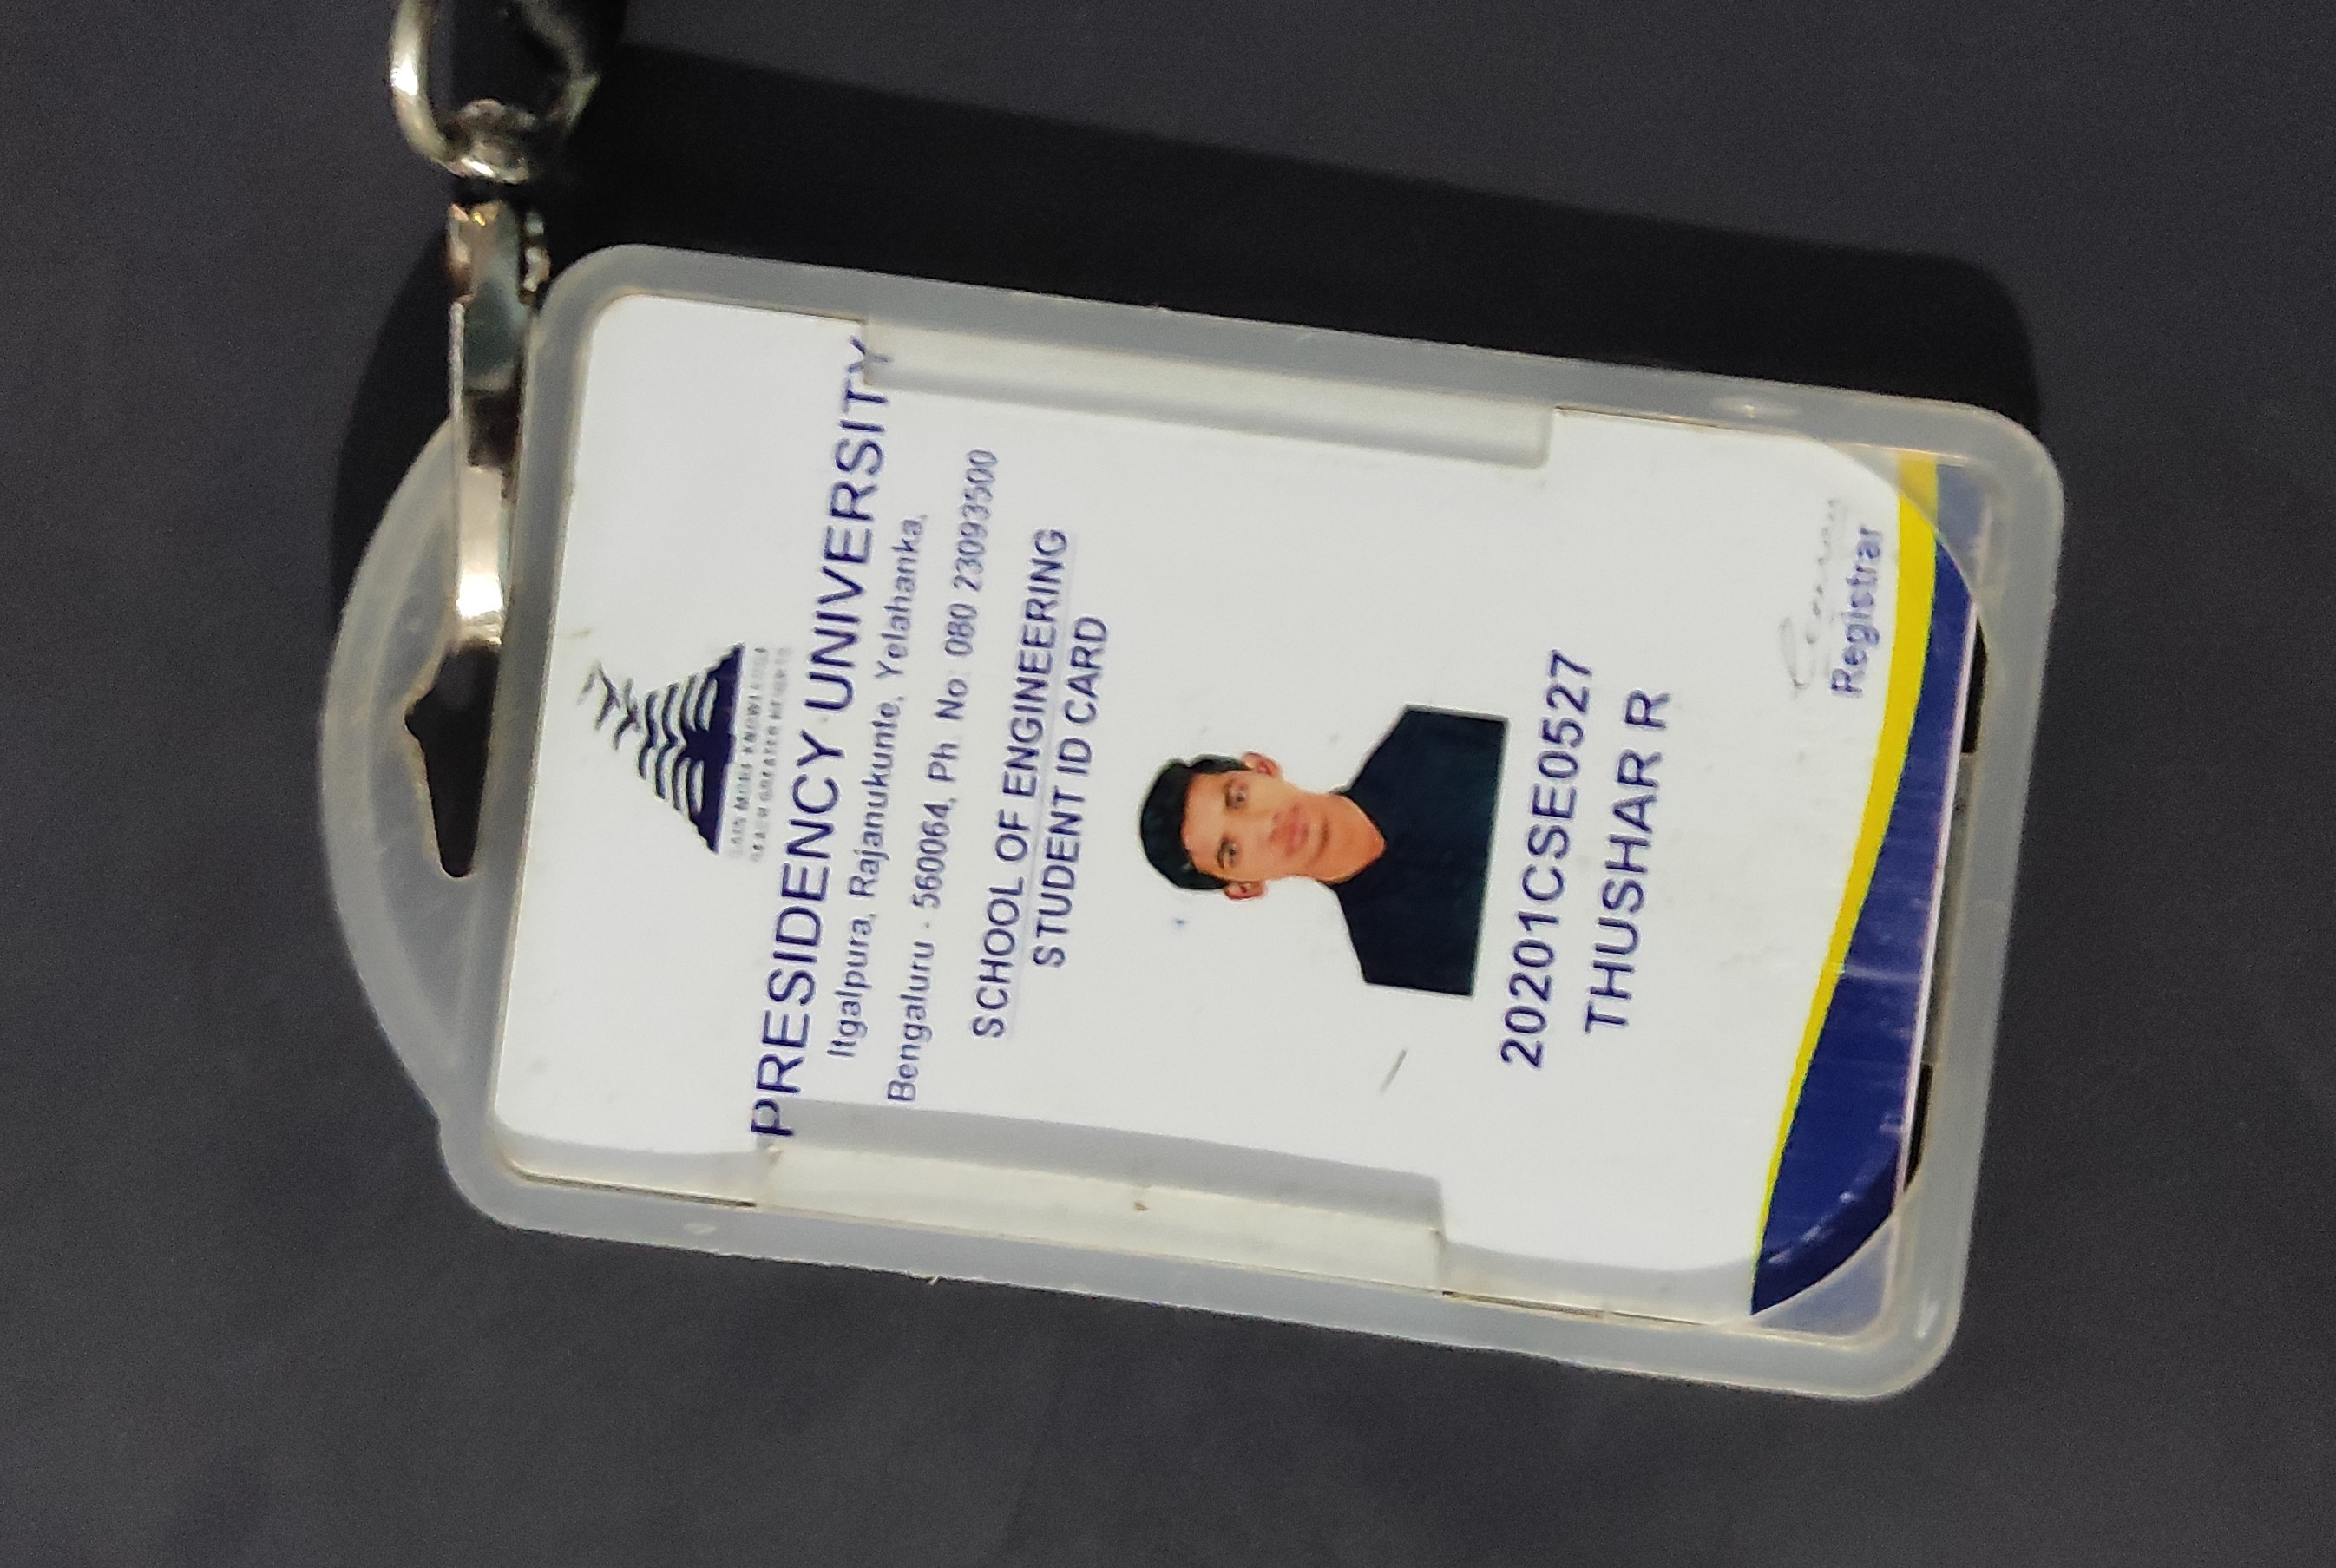 GAIN MORE KNOWLEDGE
REACH GREATER HEIGHTS
PRESIDENCY UNIVERSITY
Itgalpura, Rajanukunte, Yelahanka,
Bengaluru - 560064, Ph. No: 080 23093500
SCHOOL OF ENGINEERING
STUDENT ID CARD
20201CSE0527
THUSHAR R
Registrar